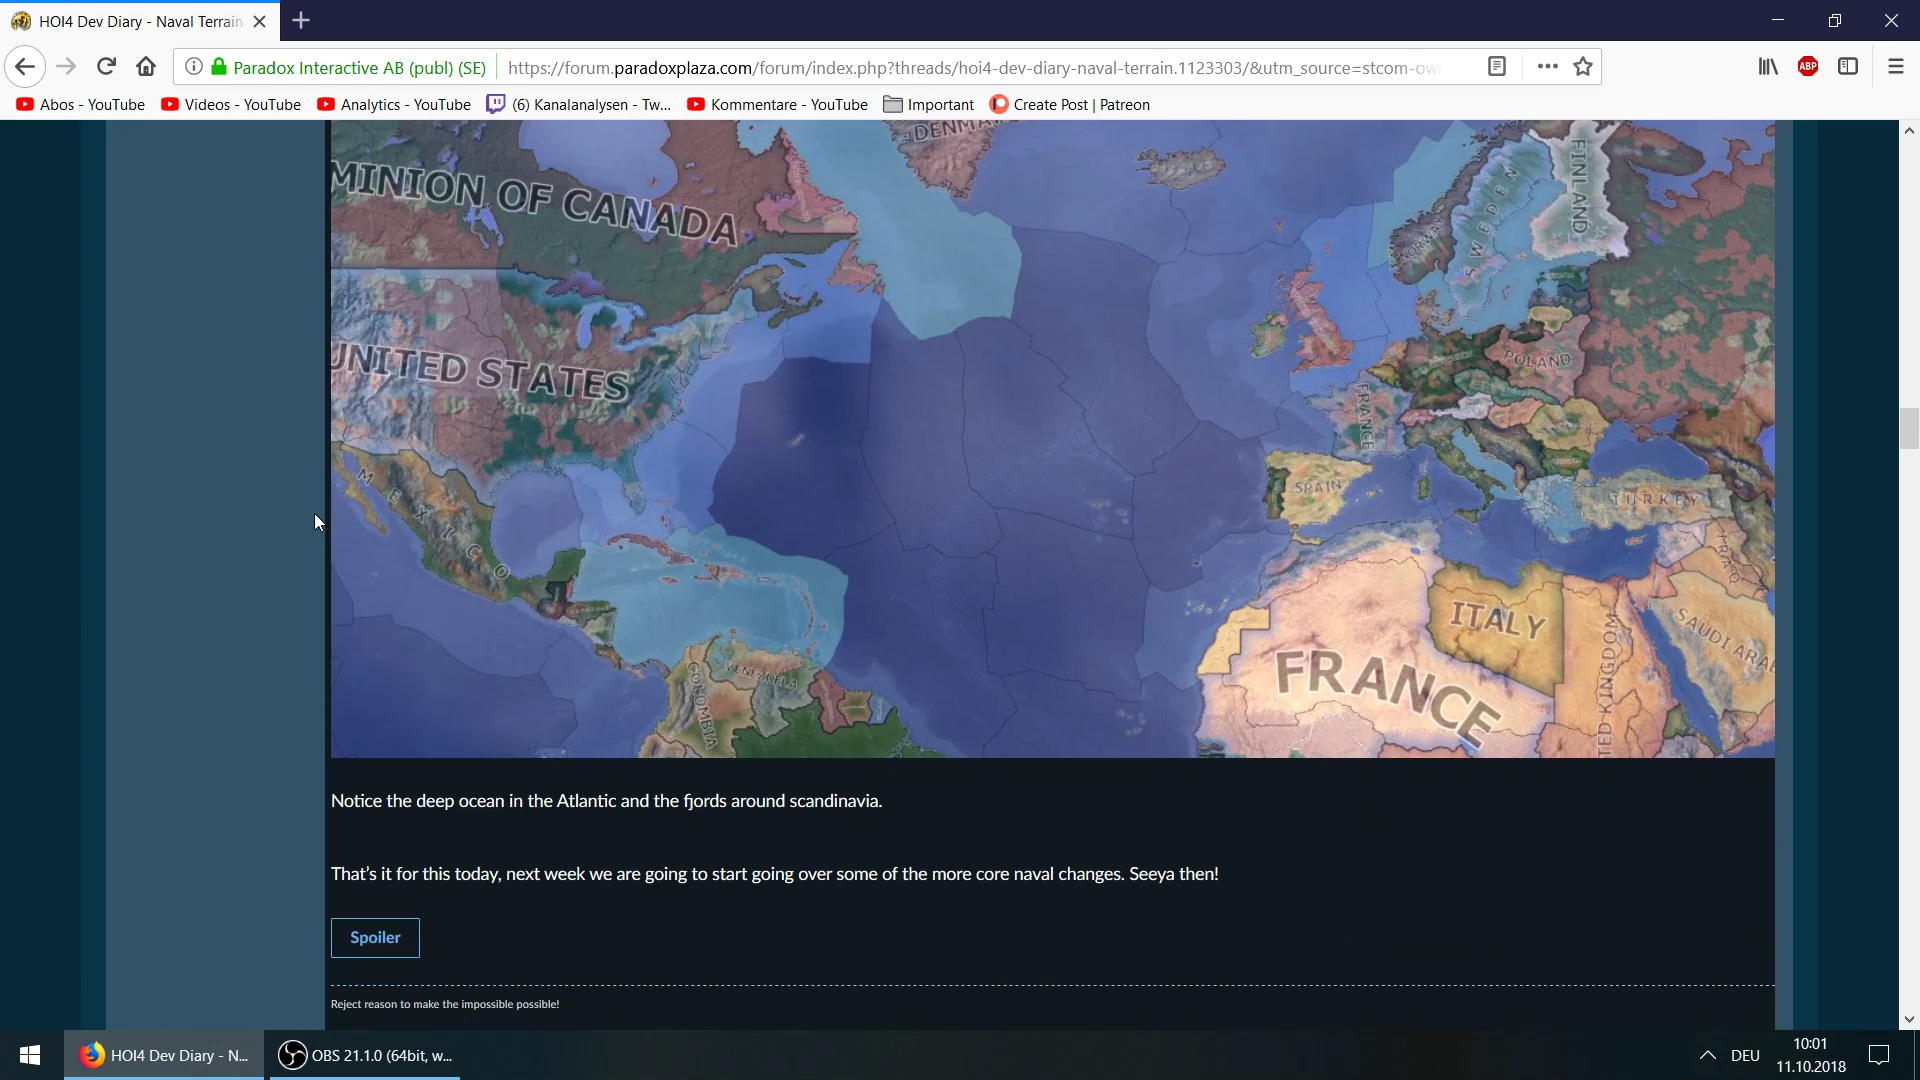 HOI4 Dev Diary - Naval Terrain
Paradox Interactive AB (publ) (SE)
https://forum.paradoxplaza.com/forum/index.php?threads/hoi4-dev-diary-naval-terrain.1123303/&utm_source=stcom-ow
ABP
Abos - YouTube
Videos - YouTube
Analytics - YouTube
(6) Kanalanalysen - Tw...
Kommentare - YouTube
Important
Create Post | Patreon
DENMA
MINION OF CANADA
FINLAND
SWEDEN
NORWAY
UNITED STATES
POLAND
FRANCE
SPAIN
TURKEY
MEXICO
IRAQ
ITALY
SAUDI ARA
FRANCE
TED KINGDOM
VENEZUELA
COLOMBIA
Notice the deep ocean in the Atlantic and the fjords around scandinavia.
That's it for this today, next week we are going to start going over some of the more core naval changes. Seeya then!
Spoiler
Reject reason to make the impossible possible!
HOI4 Dev Diary - N...
OBS 21.1.0 (64bit, w...
DEU
10:01
11.10.2018